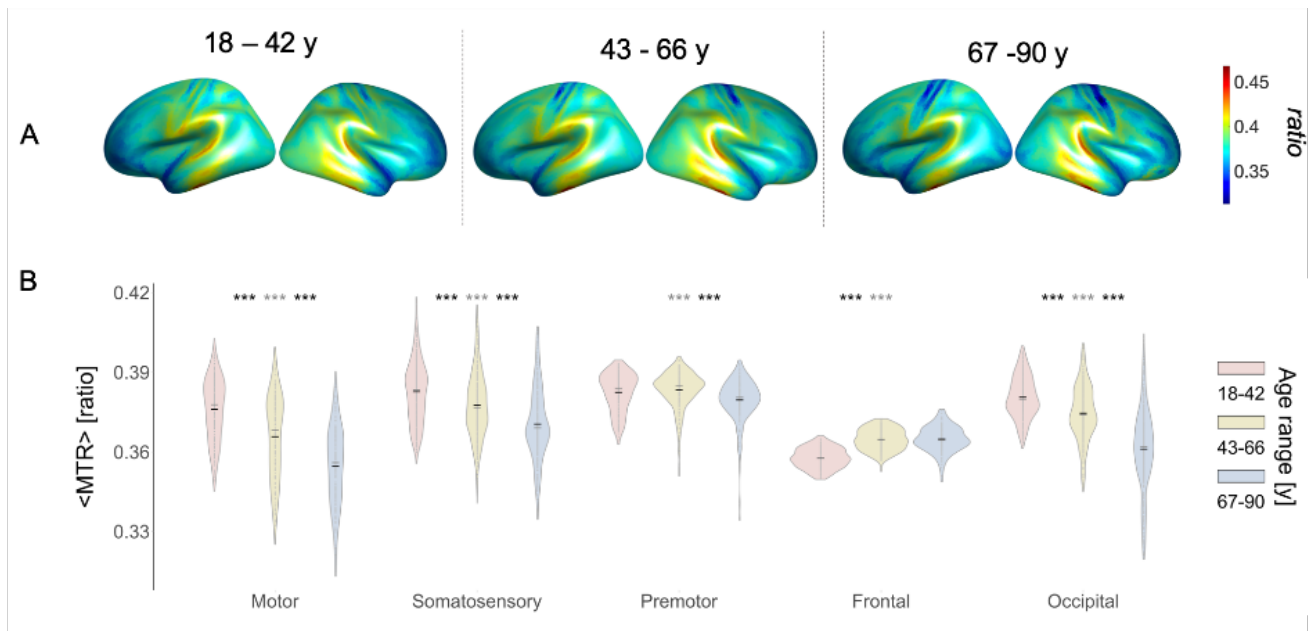 18 – 42 y
43 - 66 y
67 -90 y
A
0.45
0.4
0.35
ratio
B
<MTR> [ratio]
0.42
0.39
0.36
0.33
*** *** ***
*** *** ***
*** ***
*** ***
*** *** ***
Motor
Somatosensory
Premotor
Frontal
Occipital
Age range [y]
18-42
43-66
67-90